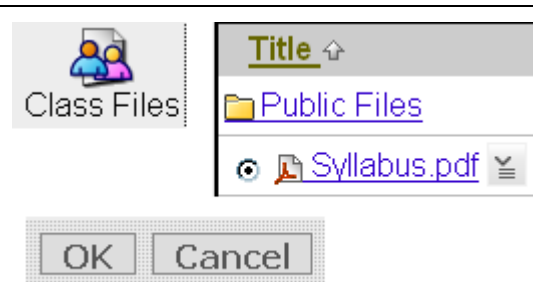 Class Files
Title
Public Files
Syllabus.pdf
OK Cancel